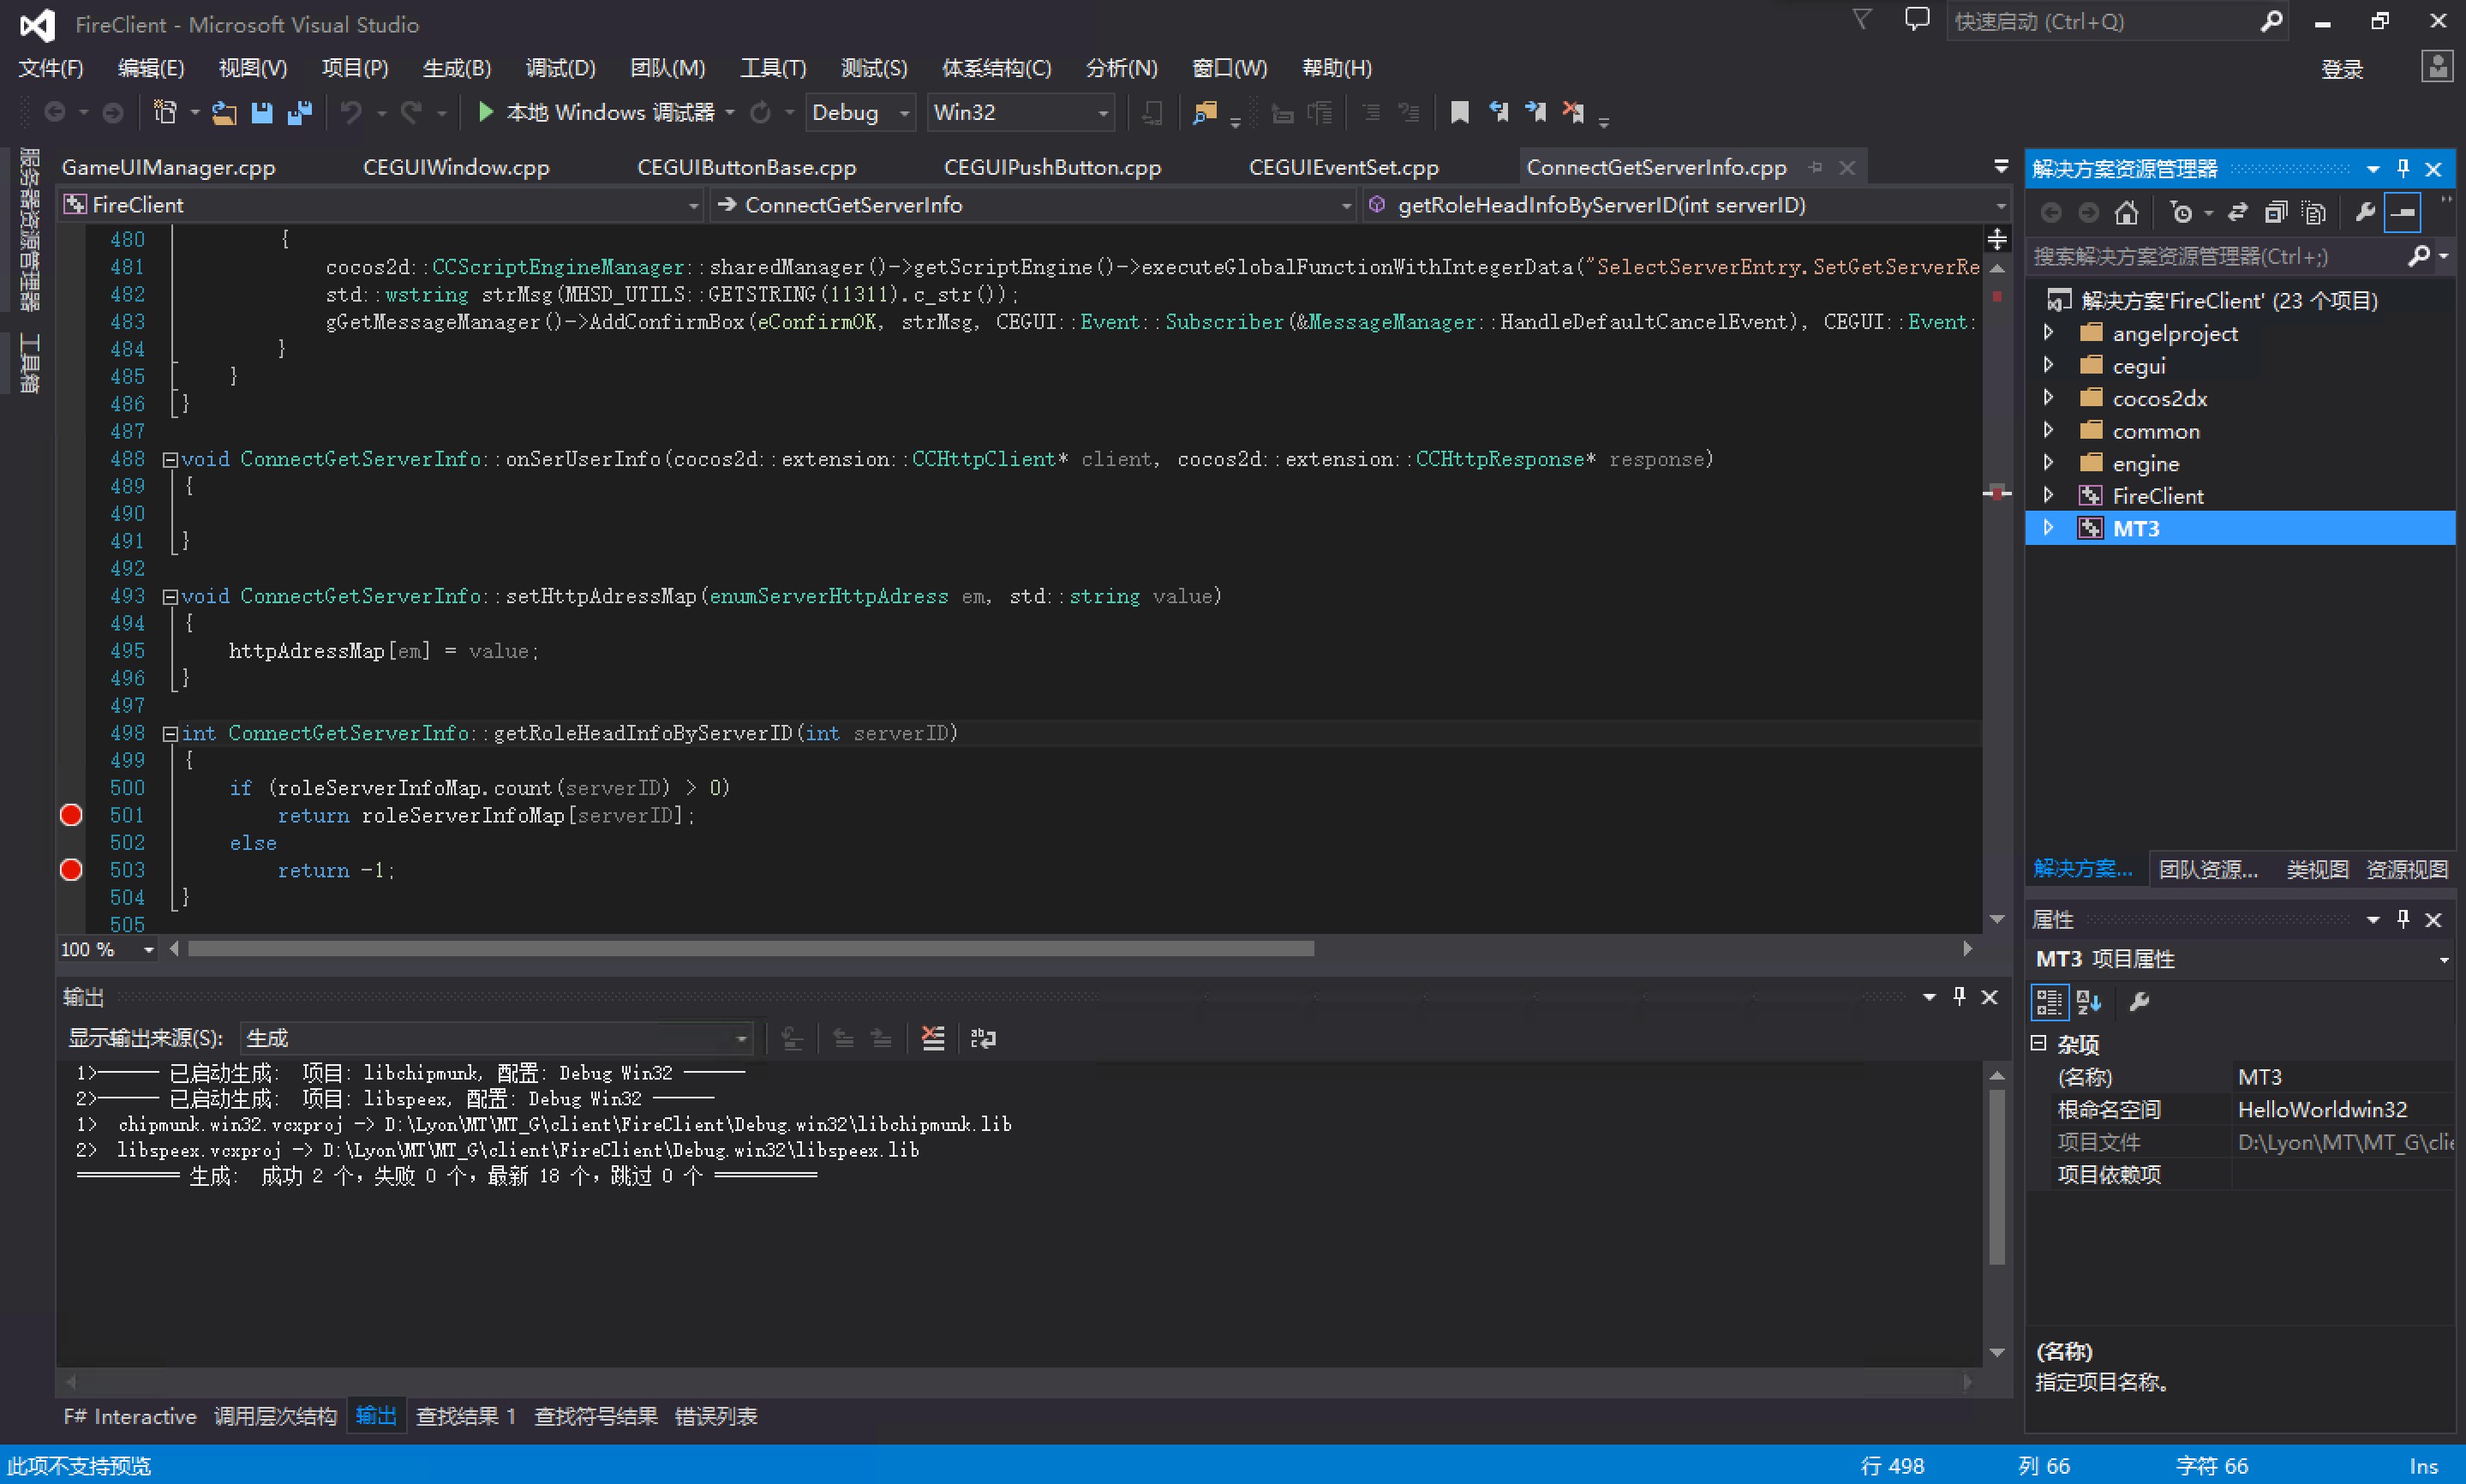 FireClient - Microsoft Visual Studio
快速启动 (Ctrl+Q)
文件(F) 编辑(E) 视图(V) 项目(P) 生成(B) 调试(D) 团队(M) 工具(T) 测试(S) 体系结构(C) 分析(N) 窗口(W) 帮助(H)
登录
本地 Windows 调试器 Debug Win32
服务器资源管理器
工具箱
GameUIManager.cpp CEGUIWindow.cpp CEGUIButtonBase.cpp CEGUIPushButton.cpp CEGUIEventSet.cpp ConnectGetServerInfo.cpp
FireClient ConnectGetServerInfo getRoleHeadInfoByServerID(int serverID)
480 {
481 cocos2d::CCScriptEngineManager::sharedManager()->getScriptEngine()->executeGlobalFunctionWithIntegerData("SelectServerEntry.SetGetServerRe
482 std::wstring strMsg(MHSD_UTILS::GETSTRING(11311).c_str());
483 gGetMessageManager()->AddConfirmBox(eConfirmOK, strMsg, CEGUI::Event::Subscriber(&MessageManager::HandleDefaultCancelEvent), CEGUI::Event:
484 }
485 }
486 }
487
488 void ConnectGetServerInfo::onSerUserInfo(cocos2d::extension::CCHttpClient* client, cocos2d::extension::CCHttpResponse* response)
489 {
490
491 }
492
493 void ConnectGetServerInfo::setHttpAdressMap(enumServerHttpAdress em, std::string value)
494 {
495 httpAdressMap[em] = value;
496 }
497
498 int ConnectGetServerInfo::getRoleHeadInfoByServerID(int serverID)
499 {
500 if (roleServerInfoMap.count(serverID) > 0)
501 return roleServerInfoMap[serverID];
502 else
503 return -1;
504 }
505
100 %
输出
显示输出来源(S): 生成
1>------ 已启动生成: 项目: libchipmunk, 配置: Debug Win32 ------
2>------ 已启动生成: 项目: libspeex, 配置: Debug Win32 ------
1> chipmunk.win32.vcxproj -> D:\Lyon\MT\MT_G\client\FireClient\Debug.win32\libchipmunk.lib
2> libspeex.vcxproj -> D:\Lyon\MT\MT_G\client\FireClient\Debug.win32\libspeex.lib
========== 生成: 成功 2 个，失败 0 个，最新 18 个，跳过 0 个 ==========
F# Interactive 调用层次结构 输出 查找结果 1 查找符号结果 错误列表
解决方案资源管理器
搜索解决方案资源管理器(Ctrl+;)
解决方案'FireClient' (23 个项目)
angelproject
cegui
cocos2dx
common
engine
FireClient
MT3
解决方案... 团队资源... 类视图 资源视图
属性
MT3 项目属性
杂项
(名称) MT3
根命名空间 HelloWorldwin32
项目文件 D:\Lyon\MT\MT_G\clie
项目依赖项
(名称)
指定项目名称。
此项不支持预览 行 498 列 66 字符 66 Ins